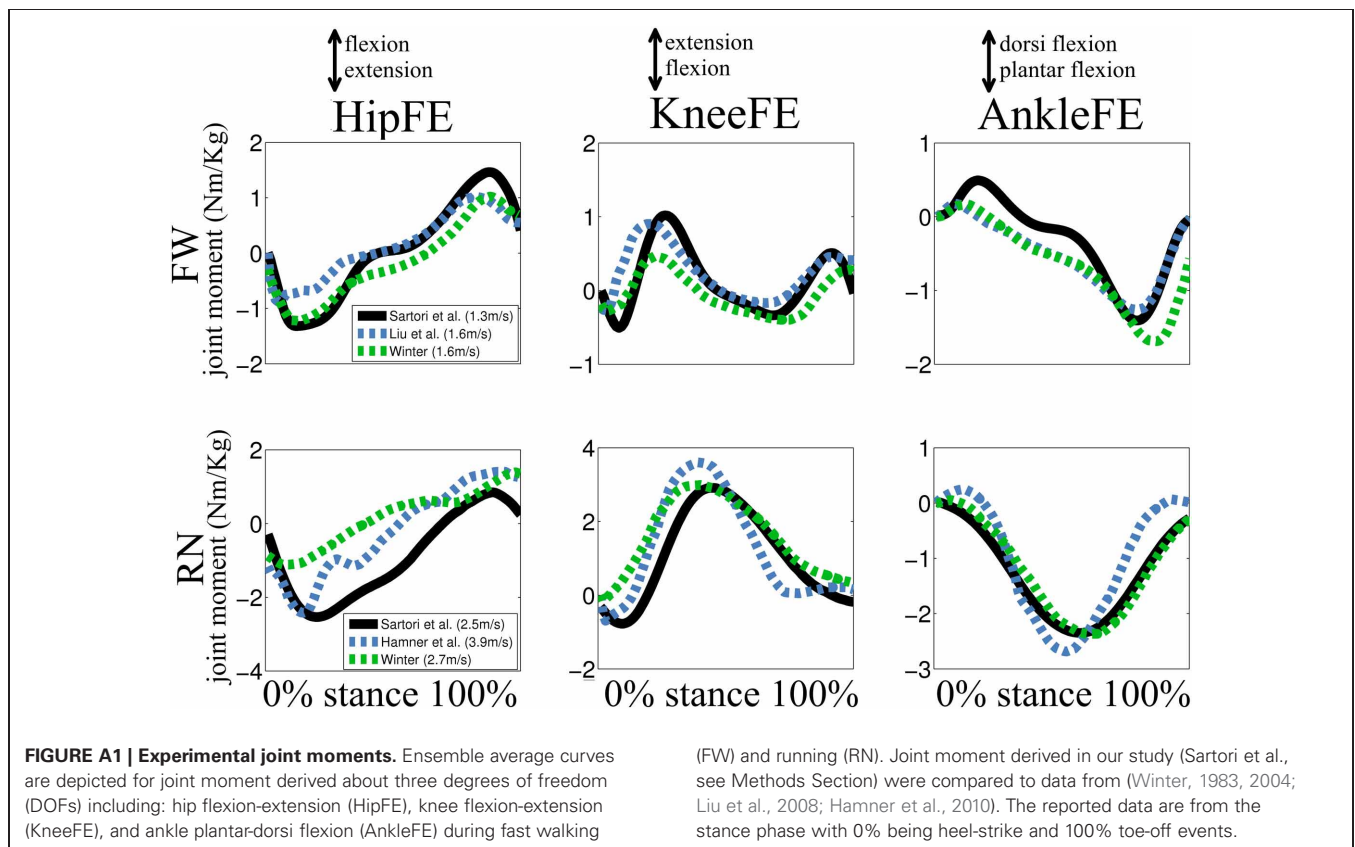 flexion
extension
HipFE
extension
flexion
KneeFE
dorsi flexion
plantar flexion
AnkleFE
FW
joint moment (Nm/Kg)
2
1
0
−1
−2
Sartori et al. (1.3m/s)
Liu et al. (1.6m/s)
Winter (1.6m/s)
2
1
0
−1
1
0
−1
−2
RN
joint moment (Nm/Kg)
2
0
−2
−4
Sartori et al. (2.5m/s)
Hamner et al. (3.9m/s)
Winter (2.7m/s)
0% stance 100%
4
2
0
−2
0% stance 100%
1
0
−1
−2
−3
0% stance 100%
FIGURE A1 | Experimental joint moments. Ensemble average curves
are depicted for joint moment derived about three degrees of freedom
(DOFs) including: hip flexion-extension (HipFE), knee flexion-extension
(KneeFE), and ankle plantar-dorsi flexion (AnkleFE) during fast walking
(FW) and running (RN). Joint moment derived in our study (Sartori et al.,
see Methods Section) were compared to data from (Winter, 1983, 2004;
Liu et al., 2008; Hamner et al., 2010). The reported data are from the
stance phase with 0% being heel-strike and 100% toe-off events.